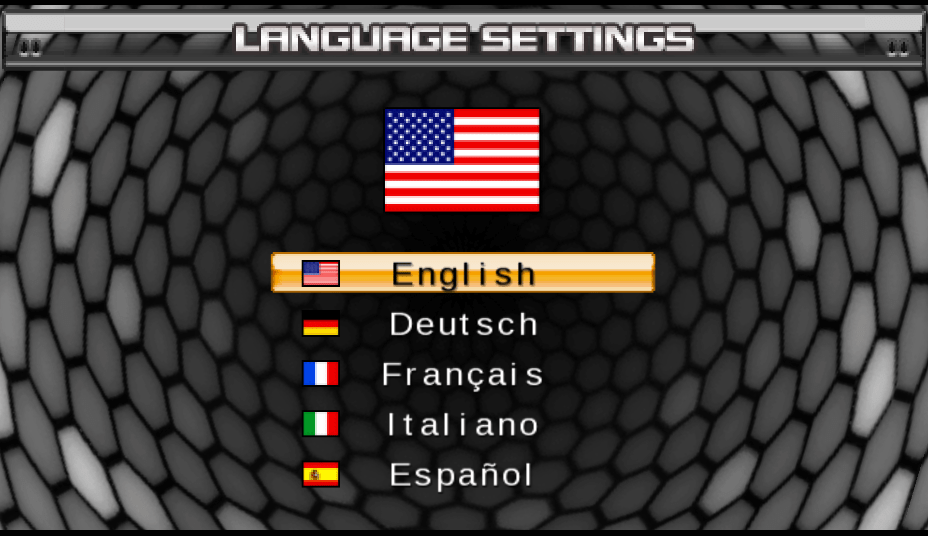 LANGUAGE SETTINGS
English
Deutsch
Français
Italiano
Español